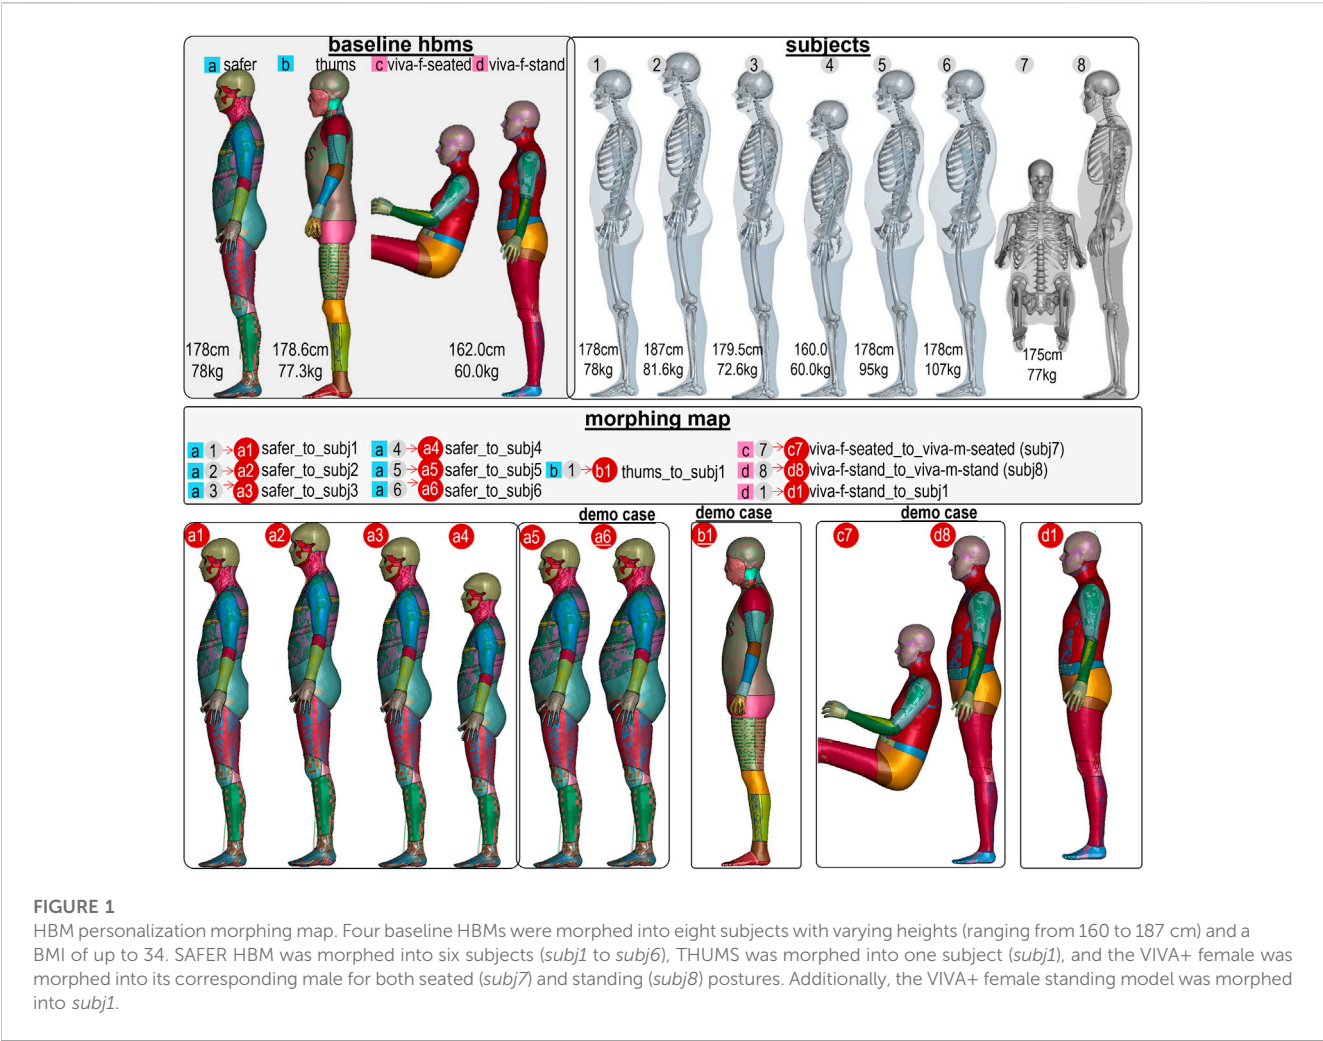 baseline hbms
subjects
a safer b thums c viva-f-seated d viva-f-stand
1 2 3 4 5 6 7 8
178cm 178.6cm 162.0cm
78kg 77.3kg 60.0kg
178cm 187cm 179.5cm 160.0 178cm 178cm 175cm
78kg 81.6kg 72.6kg 60.0kg 95kg 107kg 77kg
morphing map
a 1 → a1 safer_to_subj1
a 2 → a2 safer_to_subj2
a 3 → a3 safer_to_subj3
a 4 → a4 safer_to_subj4
a 5 → a5 safer_to_subj5
a 6 → a6 safer_to_subj6
b 1 → b1 thums_to_subj1
c 7 → c7 viva-f-seated_to_viva-m-seated (subj7)
d 8 → d8 viva-f-stand_to_viva-m-stand (subj8)
d 1 → d1 viva-f-stand_to_subj1
demo case demo case demo case
a1 a2 a3 a4 a5 a6 b1 c7 d8 d1
FIGURE 1
HBM personalization morphing map. Four baseline HBMs were morphed into eight subjects with varying heights (ranging from 160 to 187 cm) and a
BMI of up to 34. SAFER HBM was morphed into six subjects (subj1 to subj6), THUMS was morphed into one subject (subj1), and the VIVA+ female was
morphed into its corresponding male for both seated (subj7) and standing (subj8) postures. Additionally, the VIVA+ female standing model was morphed
into subj1.